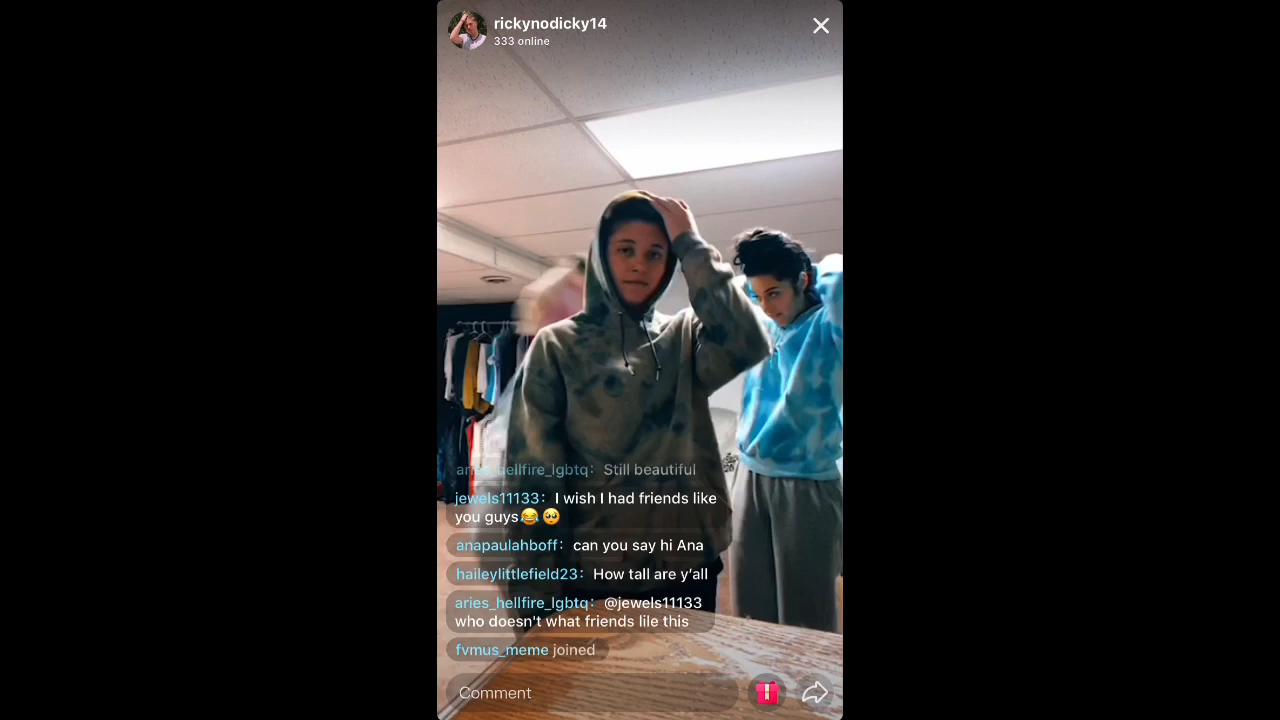 rickynodicky14
333 online
aries_hellfire_lgbtq: Still beautiful
jewels11133: I wish I had friends like
you guys😂🥺
anapaulahboff: can you say hi Ana
haileylittlefield23: How tall are y’all
aries_hellfire_lgbtq: @jewels11133
who doesn't what friends lile this
fvmus_meme joined
Comment